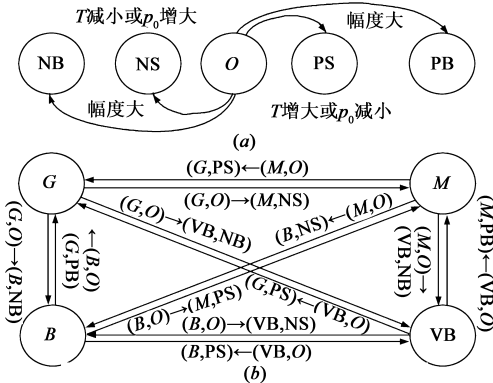 T减小或p₀增大
幅度大
NB
NS
O
PS
PB
幅度大
T增大或p₀减小
(a)
(G,PS)←(M,O)
G
M
(G,O)→(M,NS)
(G,O)→(VB,NB)
(B,NS)←(M,O)
(G,O)→(B,NB)
←(B,O)
(G,PB)
(M,O)→
(VB,NB)
(M,PB)←(VB,O)
(B,O)→(M,PS)
(G,PS)←(VB,O)
B
(B,O)→(VB,NS)
VB
(B,PS)←(VB,O)
(b)